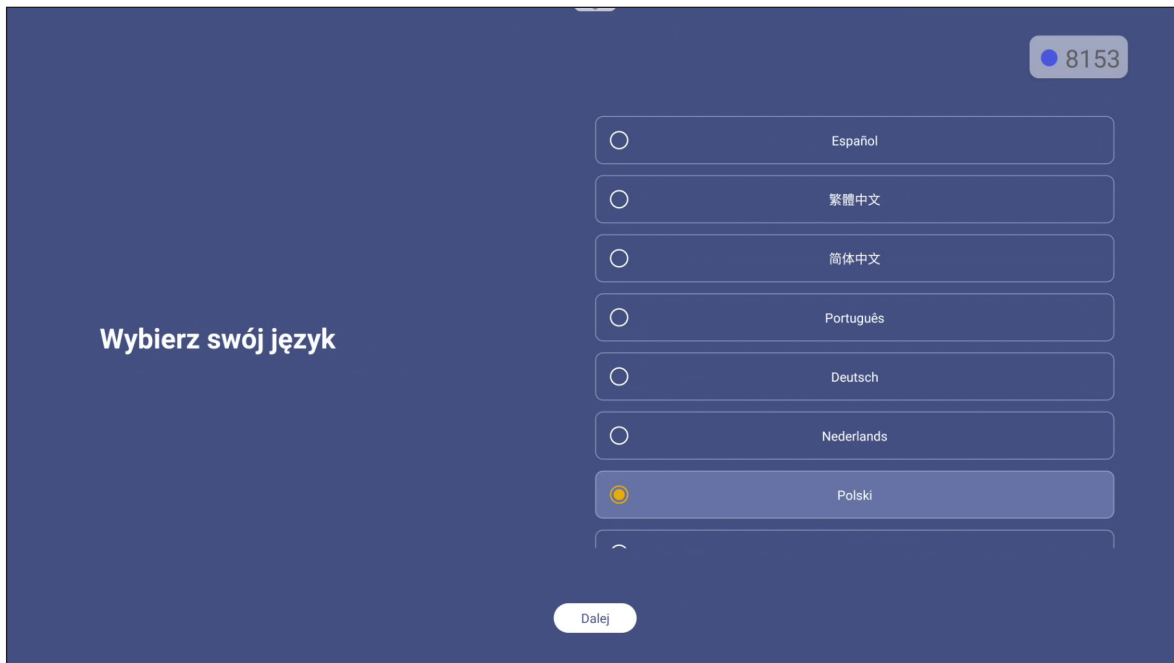 8153
Español
繁體中文
简体中文
Português
Wybierz swój język
Deutsch
Nederlands
Polski
Dalej